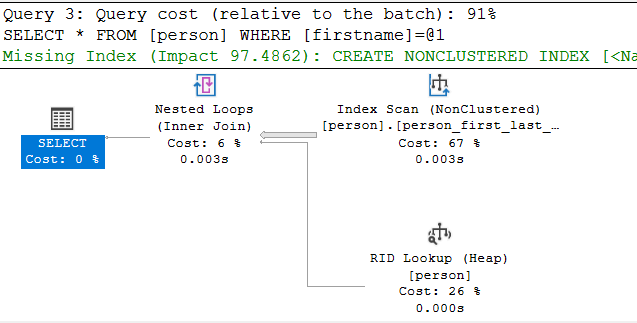 Query 3: Query cost (relative to the batch): 91%
SELECT * FROM [person] WHERE [firstname]=@1
Missing Index (Impact 97.4862): CREATE NONCLUSTERED INDEX [<Na
Nested Loops
(Inner Join)
Cost: 6 %
0.003s
Index Scan (NonClustered)
[person].[person_first_last_…
Cost: 67 %
0.003s
SELECT
Cost: 0 %
RID Lookup (Heap)
[person]
Cost: 26 %
0.000s